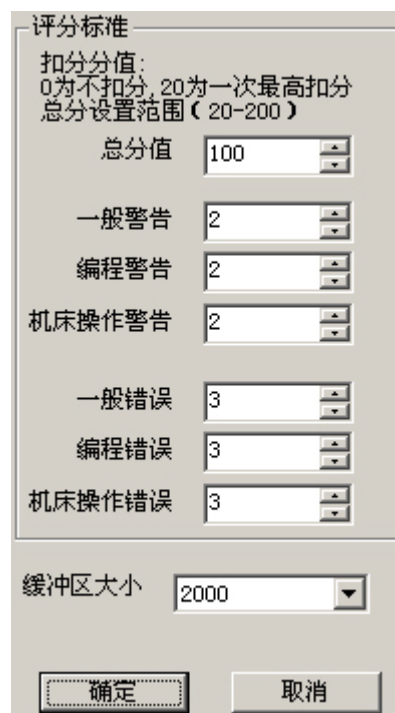 评分标准
扣分分值:
0为不扣分,20为一次最高扣分
总分设置范围(20-200)
总分值 100
一般警告 2
编程警告 2
机床操作警告 2
一般错误 3
编程错误 3
机床操作错误 3
缓冲区大小 2000
确定 取消